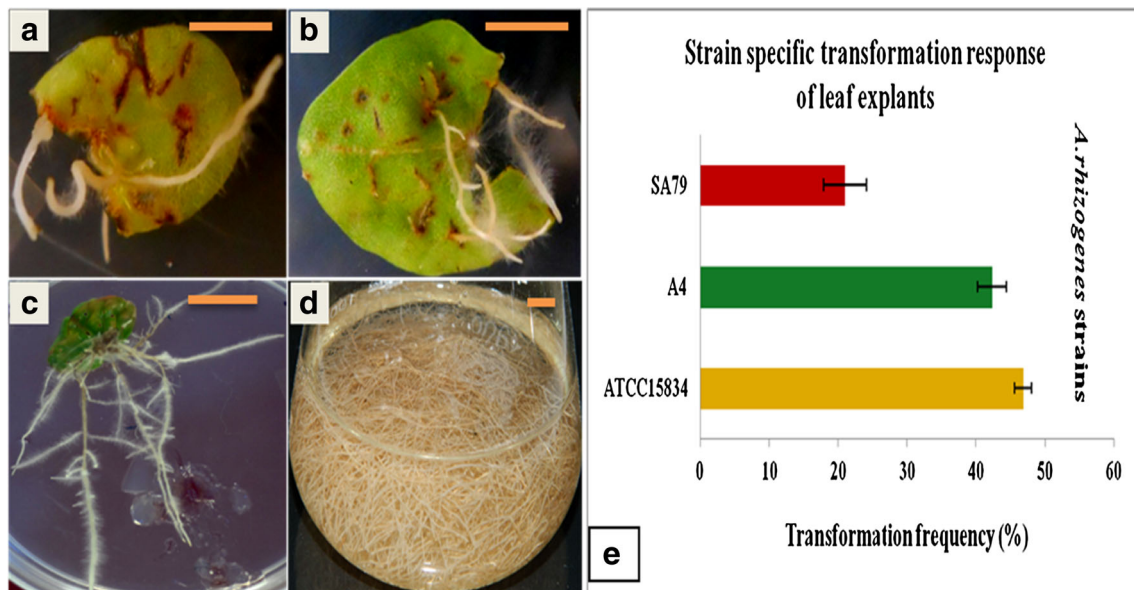 a
b
c
d
e
Strain specific transformation response
of leaf explants
SA79
A4
ATCC15834
0 10 20 30 40 50 60
Transformation frequency (%)
A.rhizogenes strains